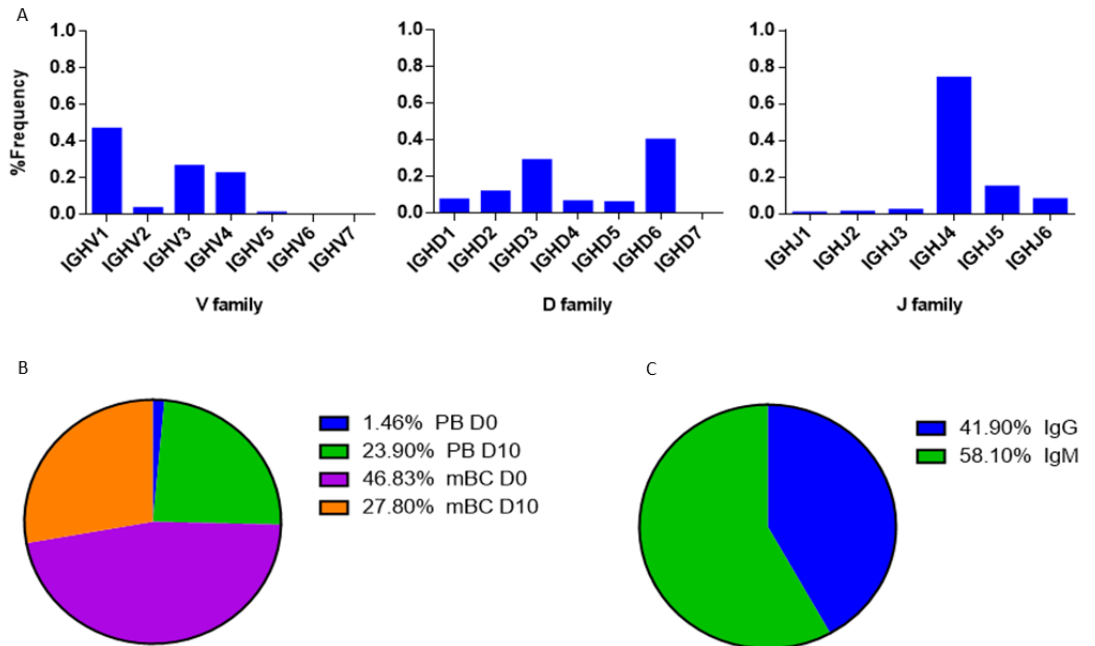 A
%Frequency
1.0
0.8
0.6
0.4
0.2
0.0
IGHV1
IGHV2
IGHV3
IGHV4
IGHV5
IGHV6
IGHV7
V family
1.0
0.8
0.6
0.4
0.2
0.0
IGHD1
IGHD2
IGHD3
IGHD4
IGHD5
IGHD6
IGHD7
D family
1.0
0.8
0.6
0.4
0.2
0.0
IGHJ1
IGHJ2
IGHJ3
IGHJ4
IGHJ5
IGHJ6
J family
B
1.46% PB D0
23.90% PB D10
46.83% mBC D0
27.80% mBC D10
C
41.90% IgG
58.10% IgM